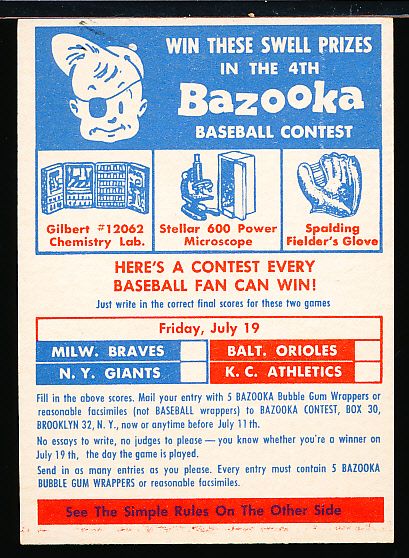 WIN THESE SWELL PRIZES
IN THE 4TH
Bazooka
BASEBALL CONTEST
Gilbert #12062
Chemistry Lab.
Stellar 600 Power
Microscope
Spalding
Fielder's Glove
HERE'S A CONTEST EVERY
BASEBALL FAN CAN WIN!
Just write in the correct final scores for these two games
Friday, July 19
MILW. BRAVES
BALT. ORIOLES
N. Y. GIANTS
K. C. ATHLETICS
Fill in the above scores. Mail your entry with 5 BAZOOKA Bubble Gum Wrappers or
reasonable facsimiles (not BASEBALL wrappers) to BAZOOKA CONTEST, BOX 30,
BROOKLYN 32, N. Y., now or anytime before July 11th.
No essays to write, no judges to please — you know whether you're a winner on
July 19 th, the day the game is played.
Send in as many entries as you please. Every entry must contain 5 BAZOOKA
BUBBLE GUM WRAPPERS or reasonable facsimiles.
See The Simple Rules On The Other Side